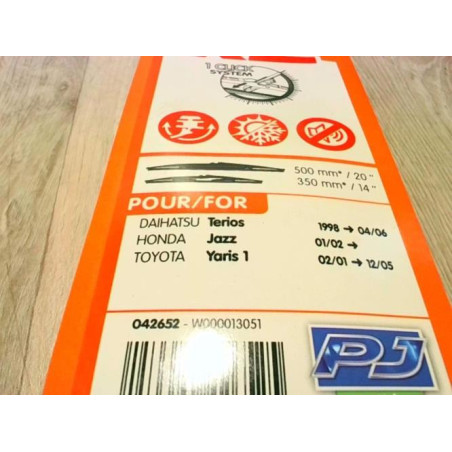 1 CLICK
SYSTEM
500 mm* / 20"
350 mm* / 14"
POUR/FOR
DAIHATSU Terios 1998 → 04/06
HONDA Jazz 01/02 →
TOYOTA Yaris 1 02/01 → 12/05
042652 - W000013051
PJ